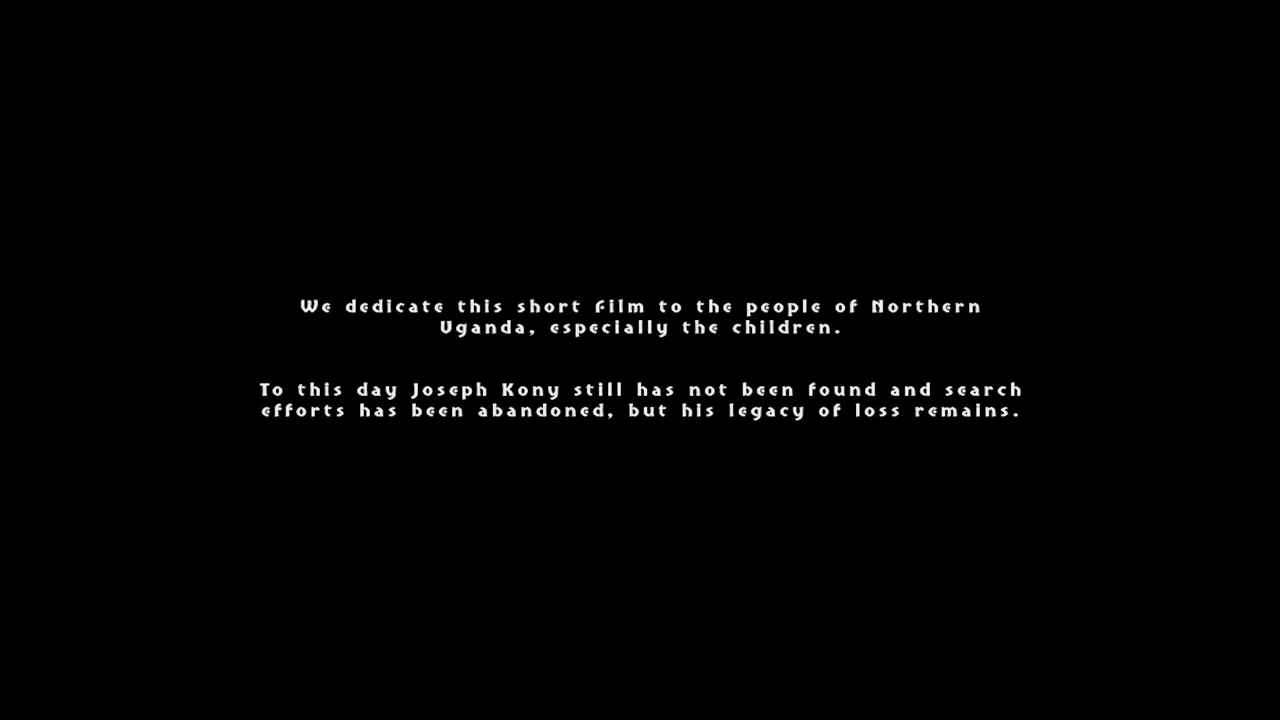 We dedicate this short film to the people of Northern
Uganda, especially the children.
To this day Joseph Kony still has not been found and search
efforts has been abandoned, but his legacy of loss remains.